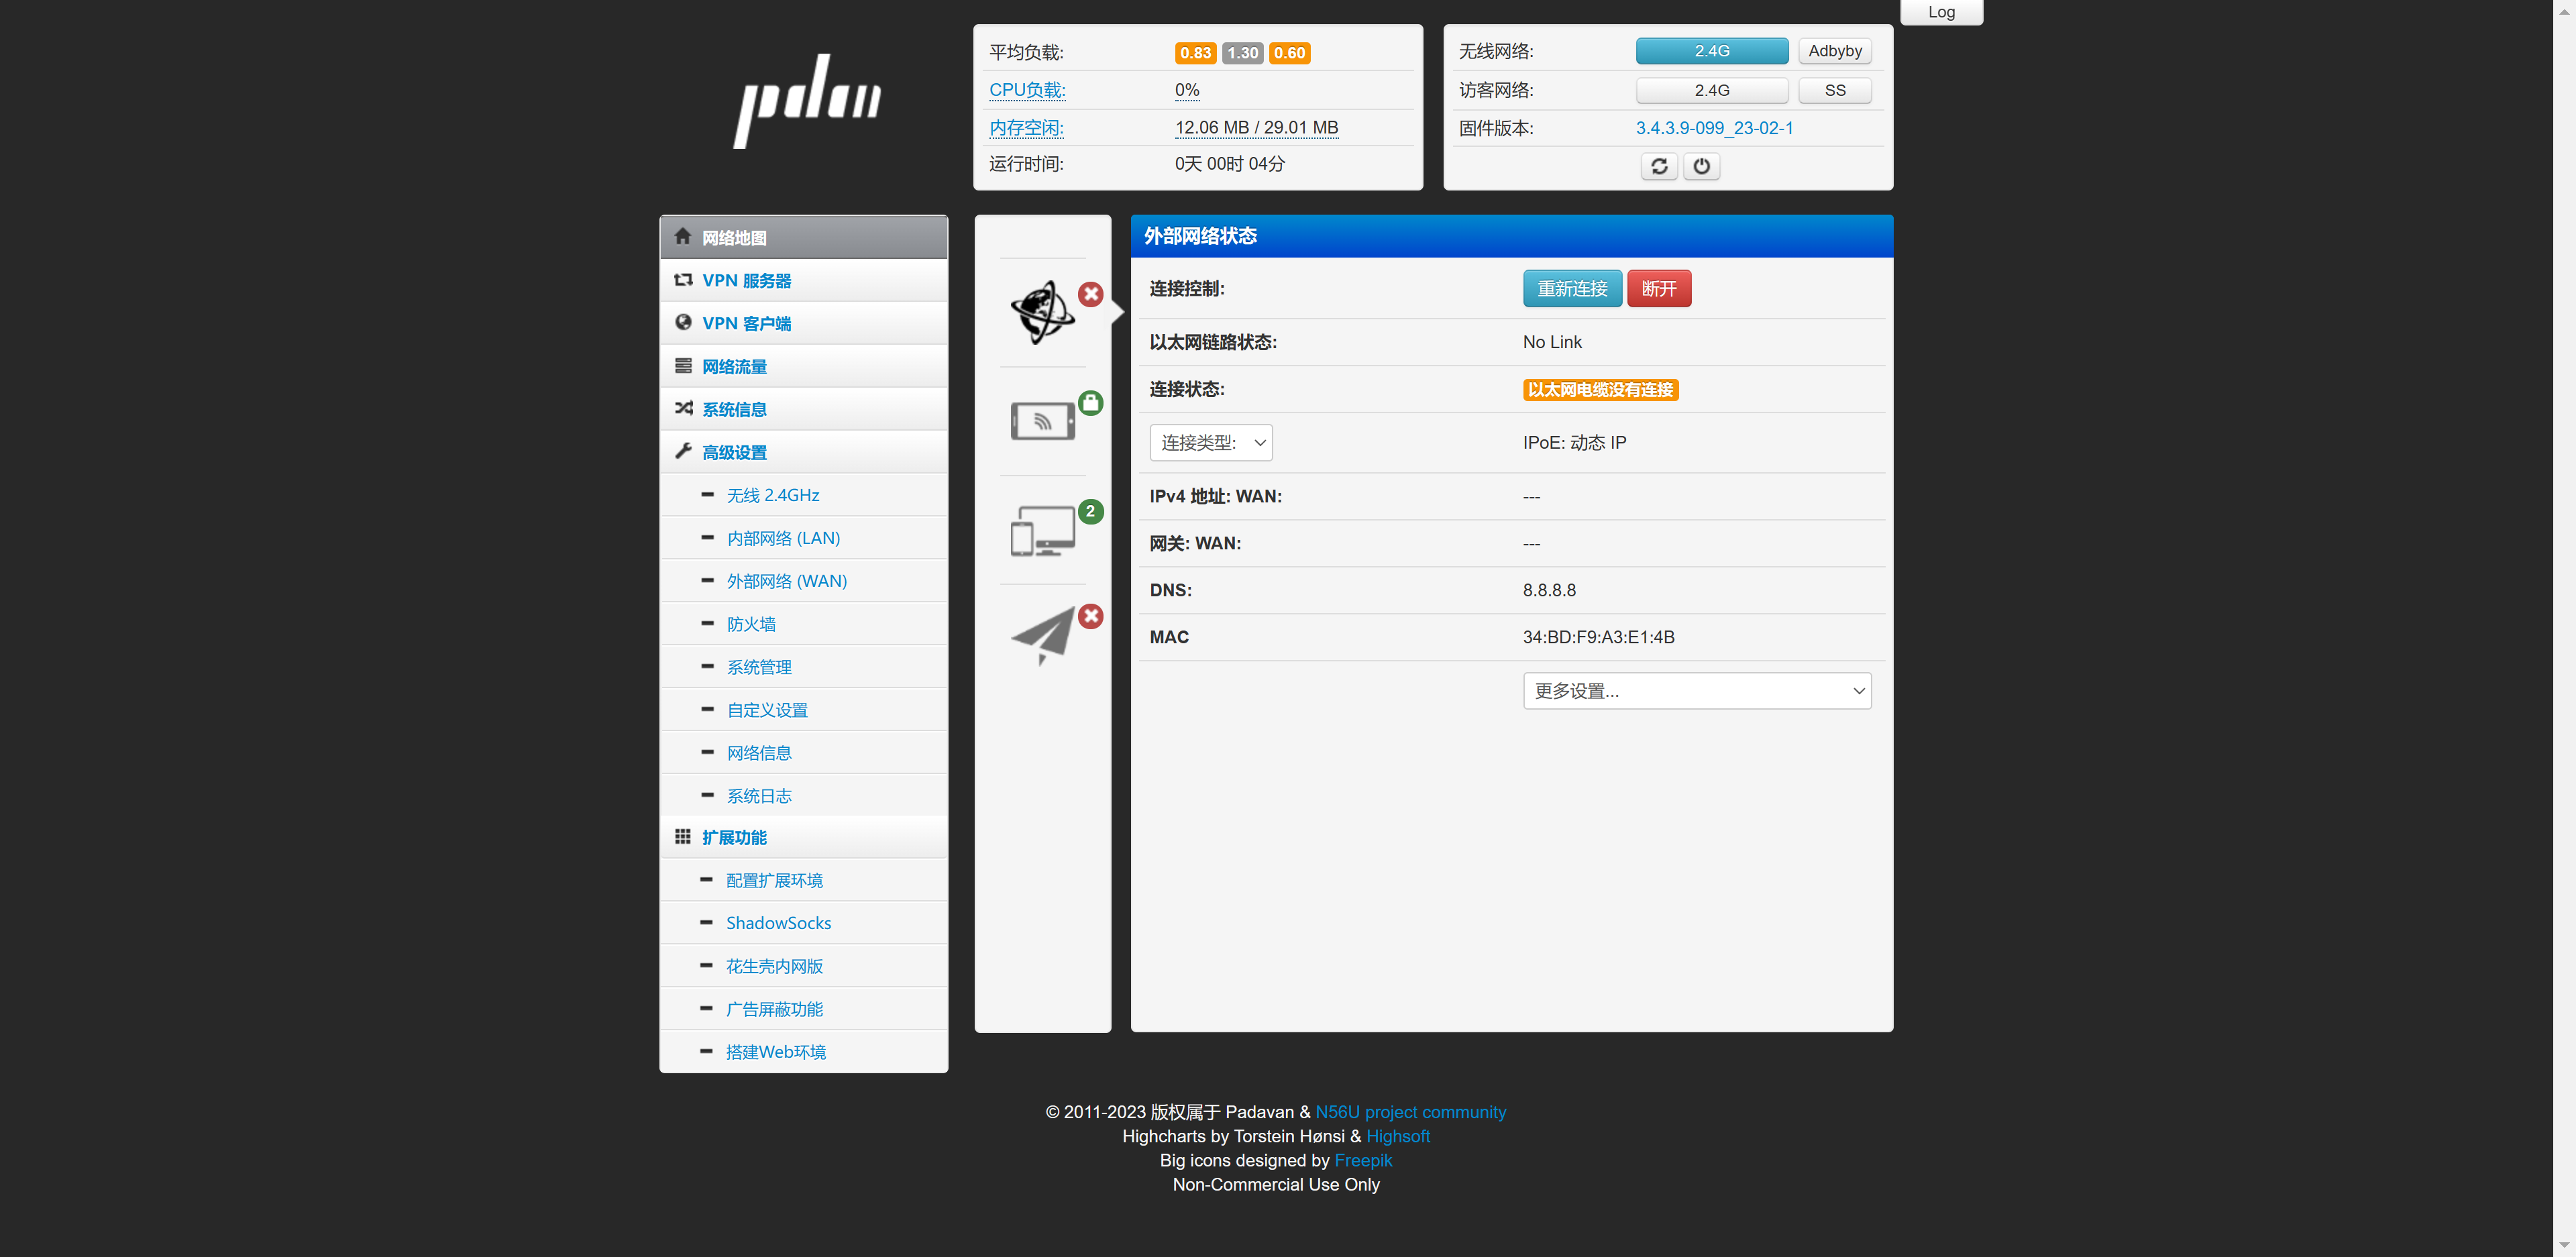 Log
pdcn
平均负载: 0.83 1.30 0.60
CPU负载: 0%
内存空闲: 12.06 MB / 29.01 MB
运行时间: 0天 00时 04分
无线网络: 2.4G Adbyby
访客网络: 2.4G SS
固件版本: 3.4.3.9-099_23-02-1
网络地图
VPN 服务器
VPN 客户端
网络流量
系统信息
高级设置
无线 2.4GHz
内部网络 (LAN)
外部网络 (WAN)
防火墙
系统管理
自定义设置
网络信息
系统日志
扩展功能
配置扩展环境
ShadowSocks
花生壳内网版
广告屏蔽功能
搭建Web环境
2
外部网络状态
连接控制: 重新连接 断开
以太网链路状态: No Link
连接状态: 以太网电缆没有连接
连接类型: IPoE: 动态 IP
IPv4 地址: WAN: ---
网关: WAN: ---
DNS: 8.8.8.8
MAC 34:BD:F9:A3:E1:4B
更多设置...
© 2011-2023 版权属于 Padavan & N56U project community
Highcharts by Torstein Hønsi & Highsoft
Big icons designed by Freepik
Non-Commercial Use Only